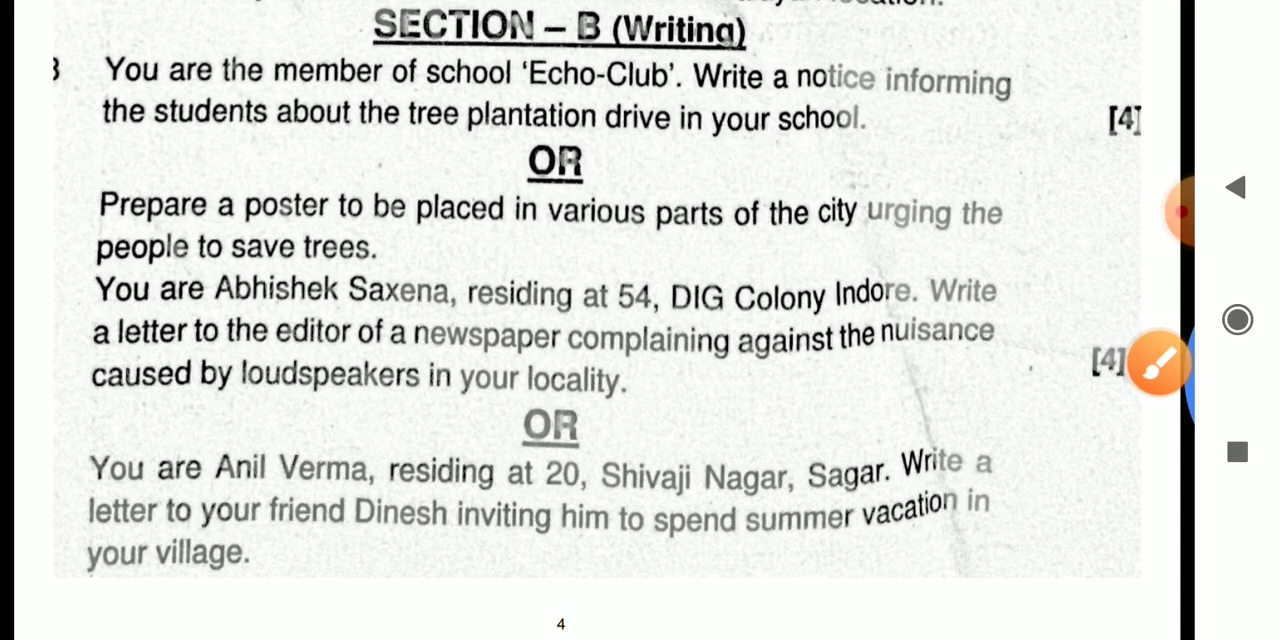 SECTION – B (Writing)
3 You are the member of school ‘Echo-Club’. Write a notice informing
the students about the tree plantation drive in your school. [4]
OR
Prepare a poster to be placed in various parts of the city urging the
people to save trees.
You are Abhishek Saxena, residing at 54, DIG Colony Indore. Write
a letter to the editor of a newspaper complaining against the nuisance
caused by loudspeakers in your locality. [4]
OR
You are Anil Verma, residing at 20, Shivaji Nagar, Sagar. Write a
letter to your friend Dinesh inviting him to spend summer vacation in
your village.
4